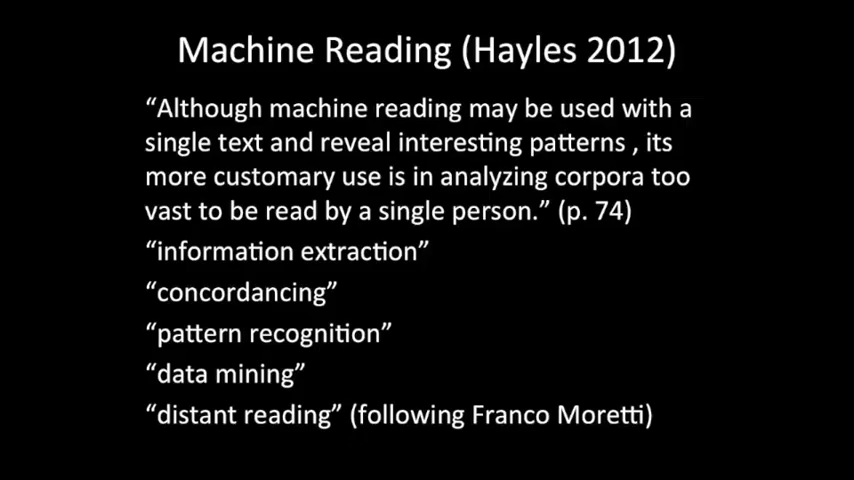 Machine Reading (Hayles 2012)
“Although machine reading may be used with a
single text and reveal interesting patterns , its
more customary use is in analyzing corpora too
vast to be read by a single person.” (p. 74)
“information extraction”
“concordancing”
“pattern recognition”
“data mining”
“distant reading” (following Franco Moretti)